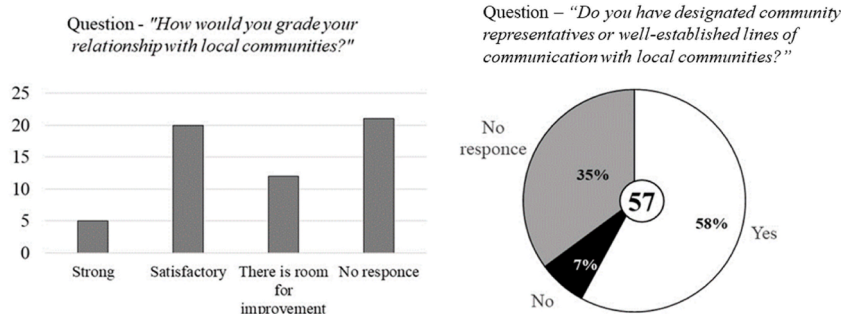 Question - "How would you grade your
relationship with local communities?"
25
20
15
10
5
0
Strong
Satisfactory
There is room
for
improvement
No responce
Question – “Do you have designated community
representatives or well-established lines of
communication with local communities?”
No
responce
35%
57
58%
Yes
7%
No